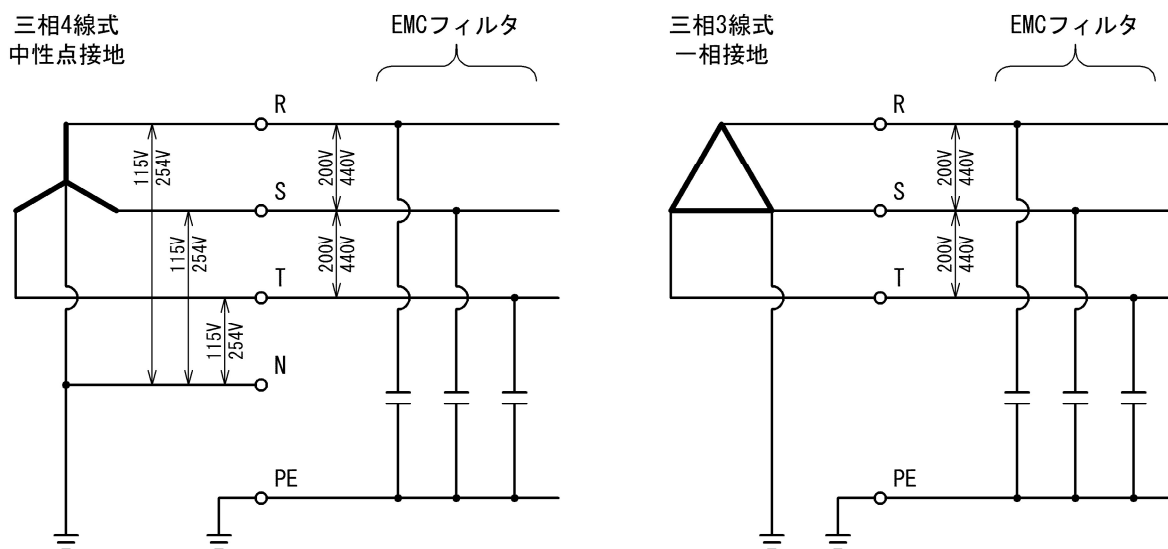 三相4線式
中性点接地
EMCフィルタ
R
115V
254V
200V
440V
S
115V
254V
200V
440V
T
115V
254V
N
PE
三相3線式
一相接地
EMCフィルタ
R
200V
440V
S
200V
440V
T
PE